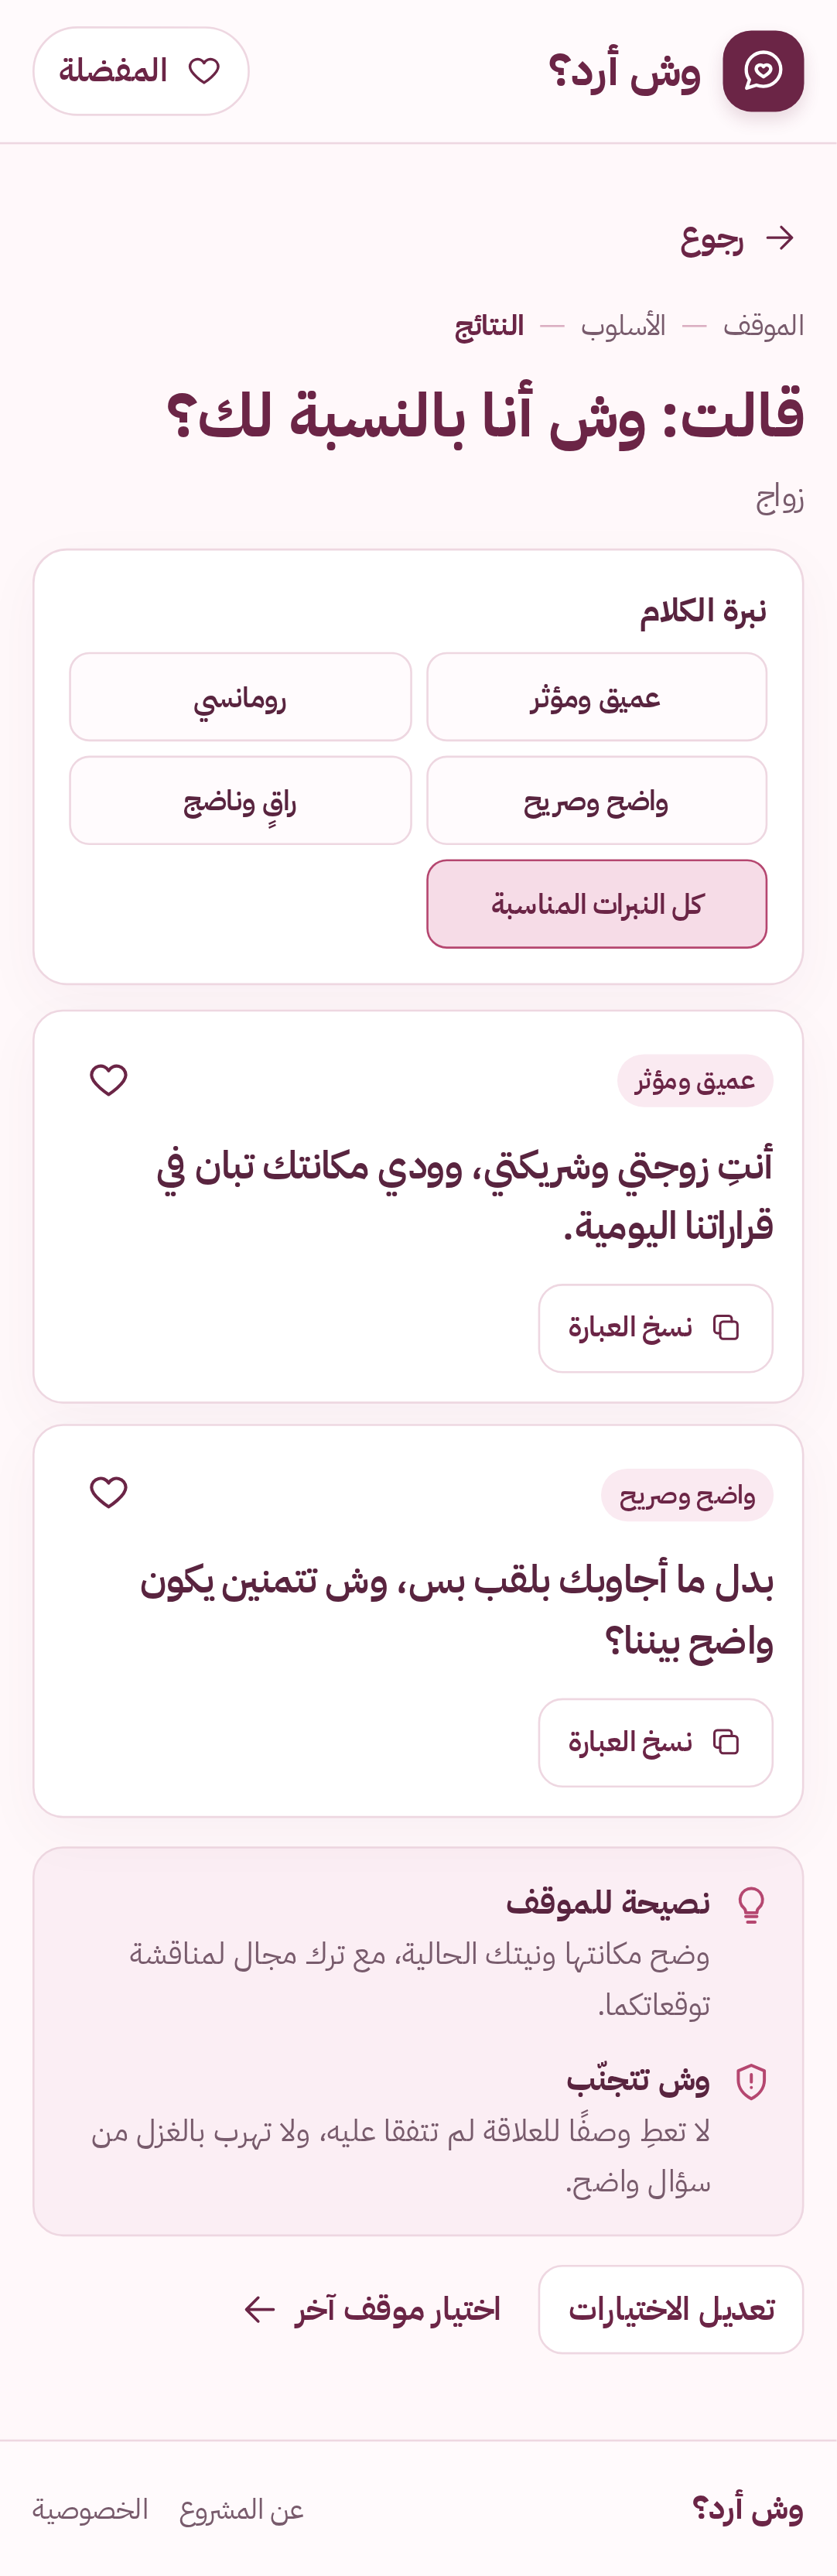 وش أرد؟
المفضلة
رجوع
الموقف — الأسلوب — النتائج
قالت: وش أنا بالنسبة لك؟
زواج
نبرة الكلام
عميق ومؤثر
رومانسي
واضح وصريح
راقٍ وناضج
كل النبرات المناسبة
عميق ومؤثر
أنتِ زوجتي وشريكتي، وودي مكانتك تبان في
قراراتنا اليومية.
نسخ العبارة
واضح وصريح
بدل ما أجاوبك بلقب بس، وش تتمنين يكون
واضح بيننا؟
نسخ العبارة
نصيحة للموقف
وضح مكانتها ونيتك الحالية، مع ترك مجال لمناقشة
توقعاتكما.
وش تتجنّب
لا تعطِ وصفًا للعلاقة لم تتفقا عليه، ولا تهرب بالغزل من
سؤال واضح.
تعديل الاختيارات
اختيار موقف آخر
وش أرد؟
عن المشروع
الخصوصية